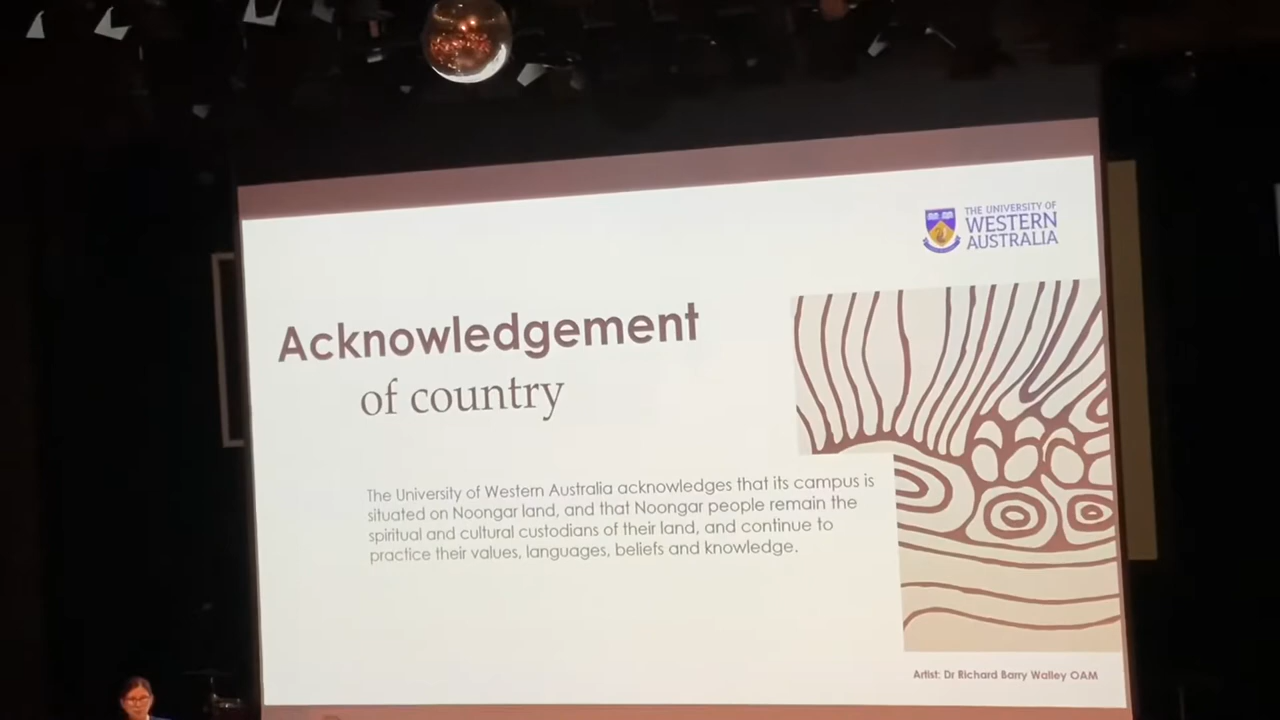 THE UNIVERSITY OF
WESTERN
AUSTRALIA
Acknowledgement
of country
The University of Western Australia acknowledges that its campus is
situated on Noongar land, and that Noongar people remain the
spiritual and cultural custodians of their land, and continue to
practice their values, languages, beliefs and knowledge.
Artist: Dr Richard Barry Walley OAM